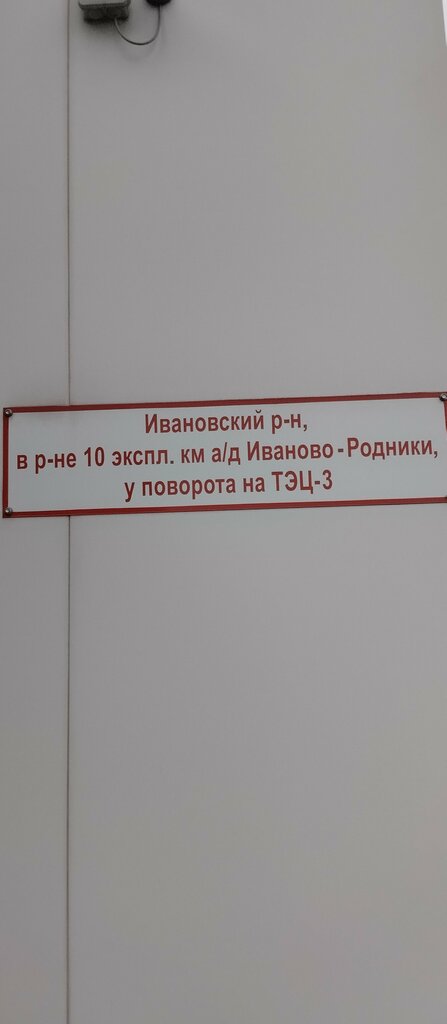 Ивановский р-н,
в р-не 10 экспл. км а/д Иваново-Родники,
у поворота на ТЭЦ-3